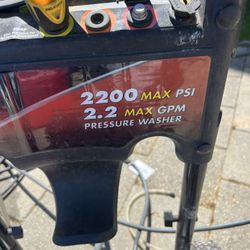 2200 MAX PSI
2.2 MAX GPM
PRESSURE WASHER